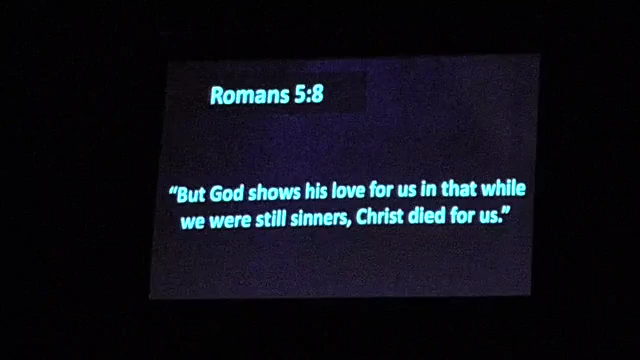 Romans 5:8
“But God shows his love for us in that while
we were still sinners, Christ died for us.”